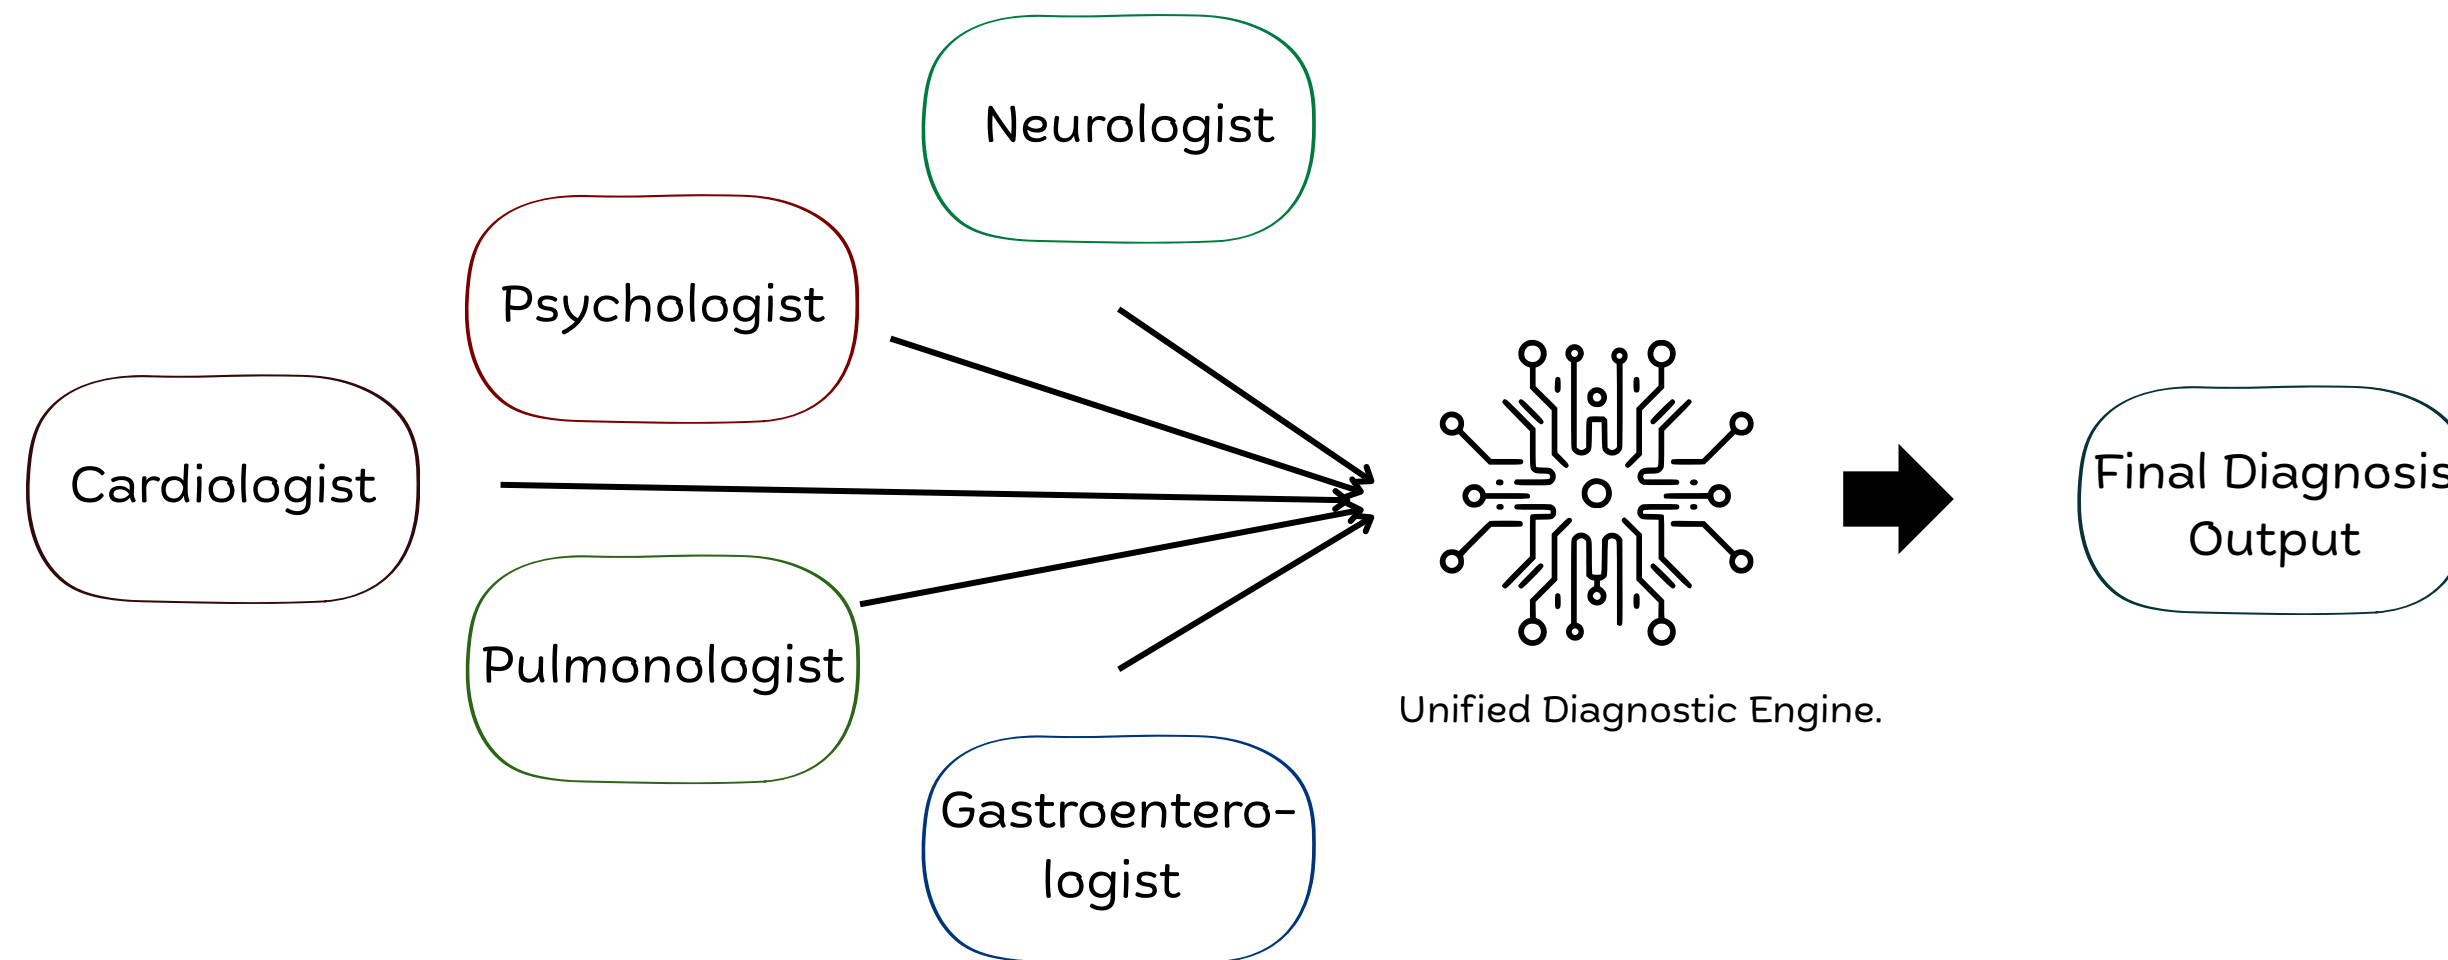 Neurologist
Psychologist
Cardiologist
Pulmonologist
Gastroentero-
logist
Unified Diagnostic Engine.
Final Diagnosis
Output